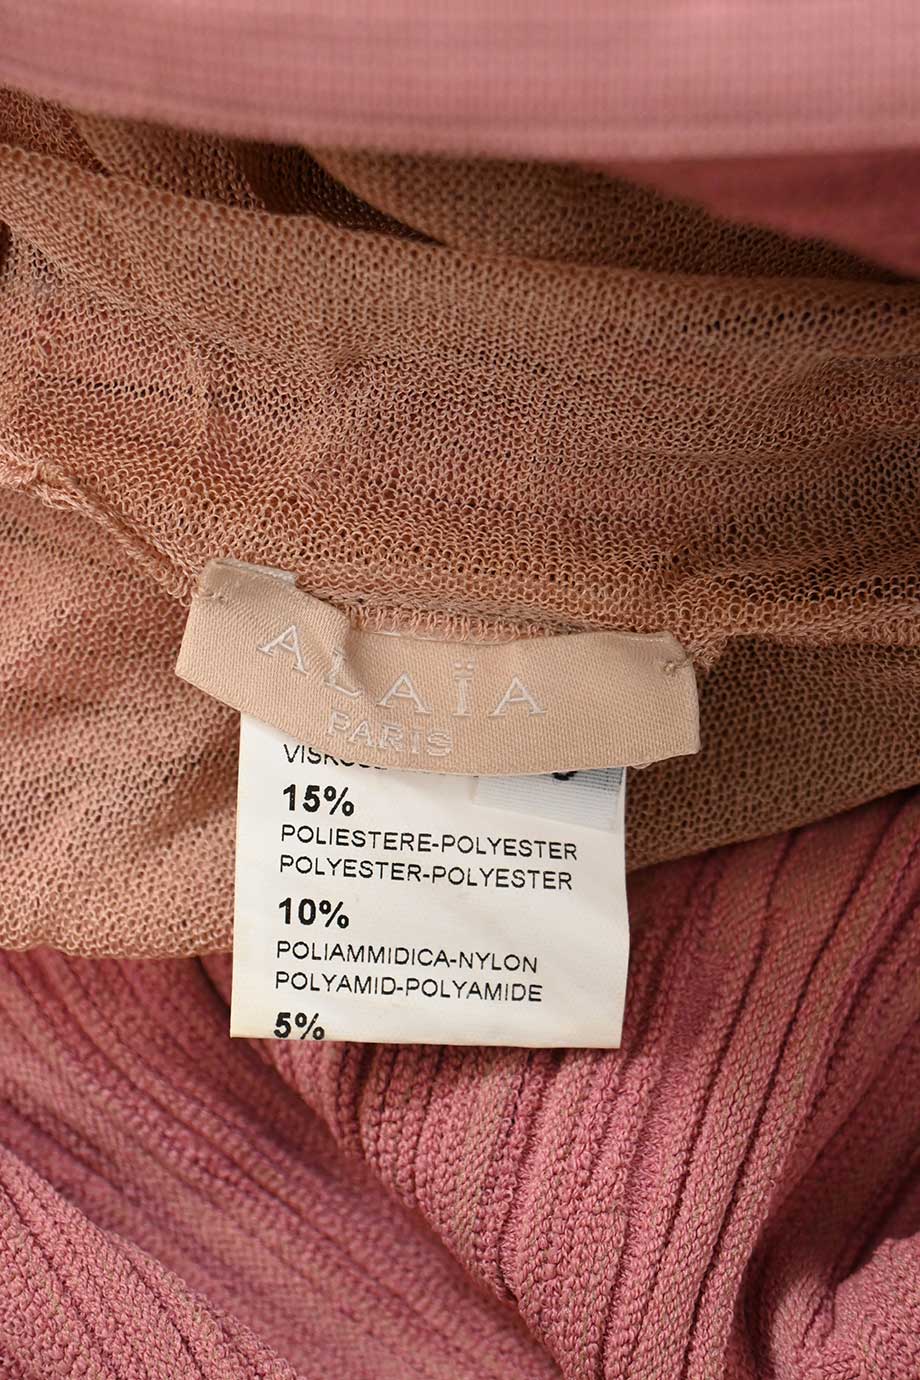 ALAÏA
PARIS
15%
POLIESTERE-POLYESTER
POLYESTER-POLYESTER
10%
POLIAMMIDICA-NYLON
POLYAMID-POLYAMIDE
5%